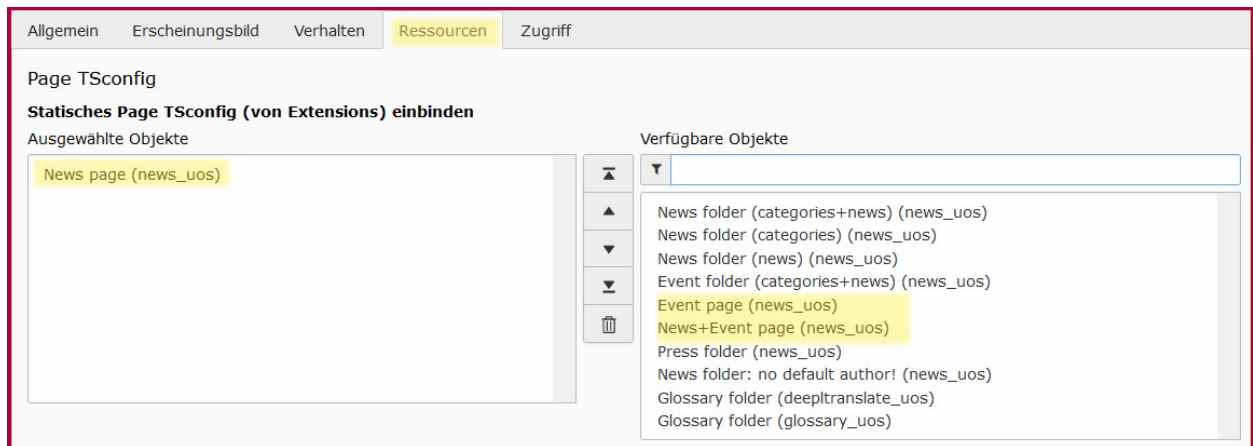 Allgemein Erscheinungsbild Verhalten Ressourcen Zugriff
Page TSconfig
Statisches Page TSconfig (von Extensions) einbinden
Ausgewählte Objekte
News page (news_uos)
Verfügbare Objekte
News folder (categories+news) (news_uos)
News folder (categories) (news_uos)
News folder (news) (news_uos)
Event folder (categories+news) (news_uos)
Event page (news_uos)
News+Event page (news_uos)
Press folder (news_uos)
News folder: no default author! (news_uos)
Glossary folder (deepltranslate_uos)
Glossary folder (glossary_uos)